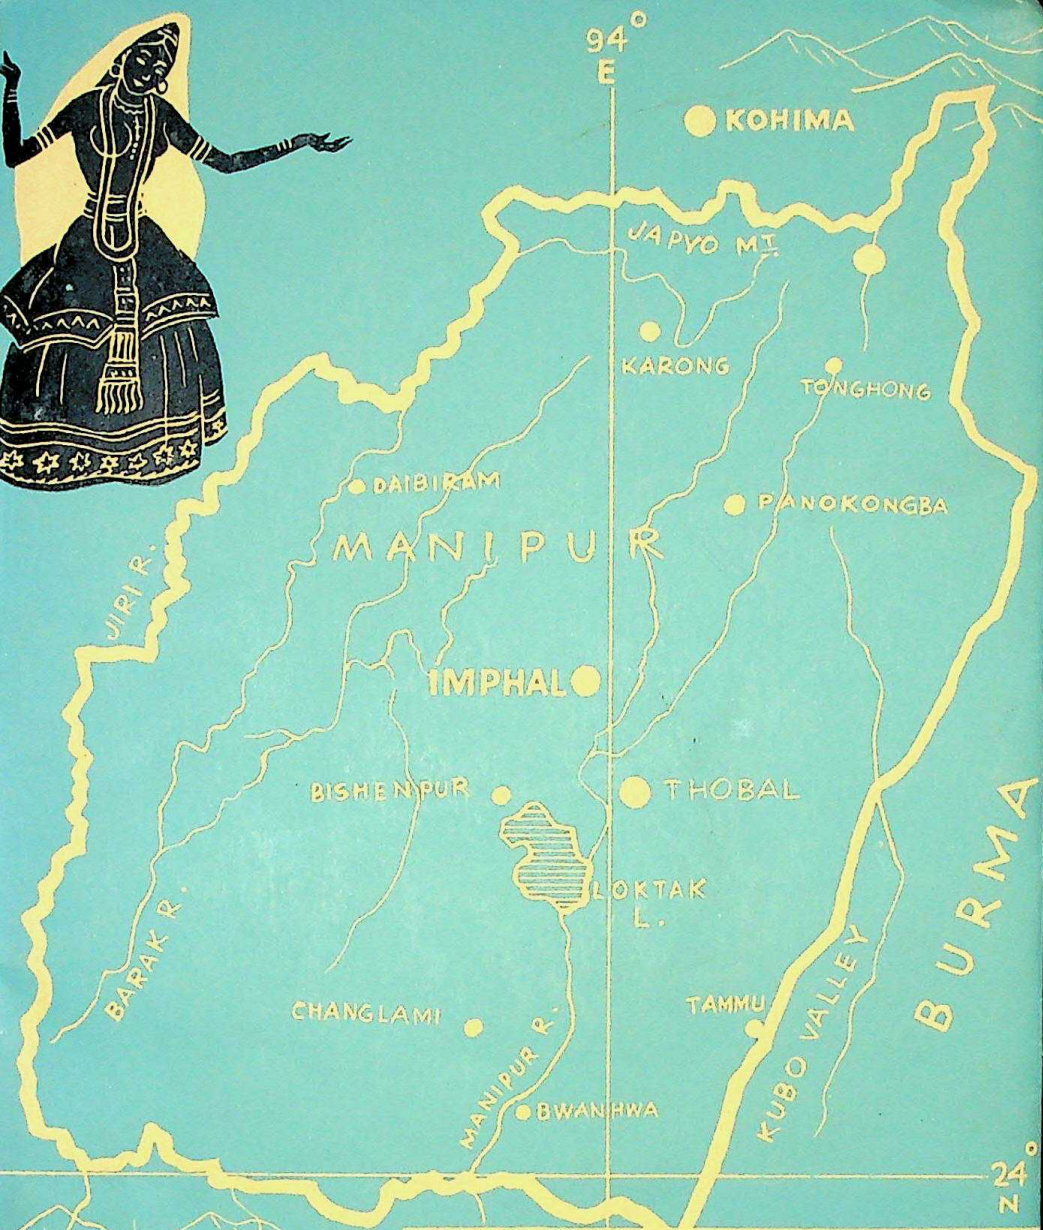 94°
E
KOHIMA
JAPVO MT.
KARONG
TONGHONG
DAIBIRAM
PANOKONGBA
MANIPUR
JIRI R.
IMPHAL
BISHENPUR
THOBAL
LOKTAK
L.
BURMA
BARAK R.
CHANGLAMI
TAMMU
KUBO VALLEY
MANIPUR R.
BWANHWA
24°
N